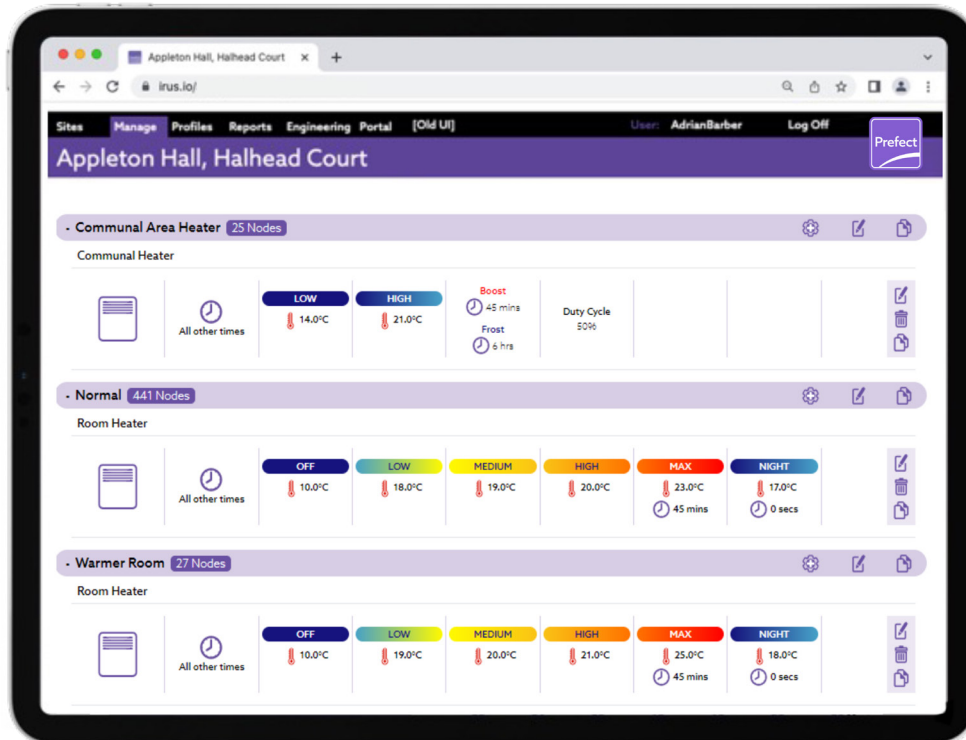 Appleton Hall, Halhead Court
irus.io/
Sites Manage Profiles Reports Engineering Portal [Old UI] User: AdrianBarber Log Off
Appleton Hall, Halhead Court
Prefect
- Communal Area Heater 25 Nodes
Communal Heater
All other times
LOW
14.0°C
HIGH
21.0°C
Boost
45 mins
Frost
6 hrs
Duty Cycle
50%
- Normal 441 Nodes
Room Heater
All other times
OFF
10.0°C
LOW
18.0°C
MEDIUM
19.0°C
HIGH
20.0°C
MAX
23.0°C
45 mins
NIGHT
17.0°C
0 secs
- Warmer Room 27 Nodes
Room Heater
All other times
OFF
10.0°C
LOW
19.0°C
MEDIUM
20.0°C
HIGH
21.0°C
MAX
25.0°C
45 mins
NIGHT
18.0°C
0 secs